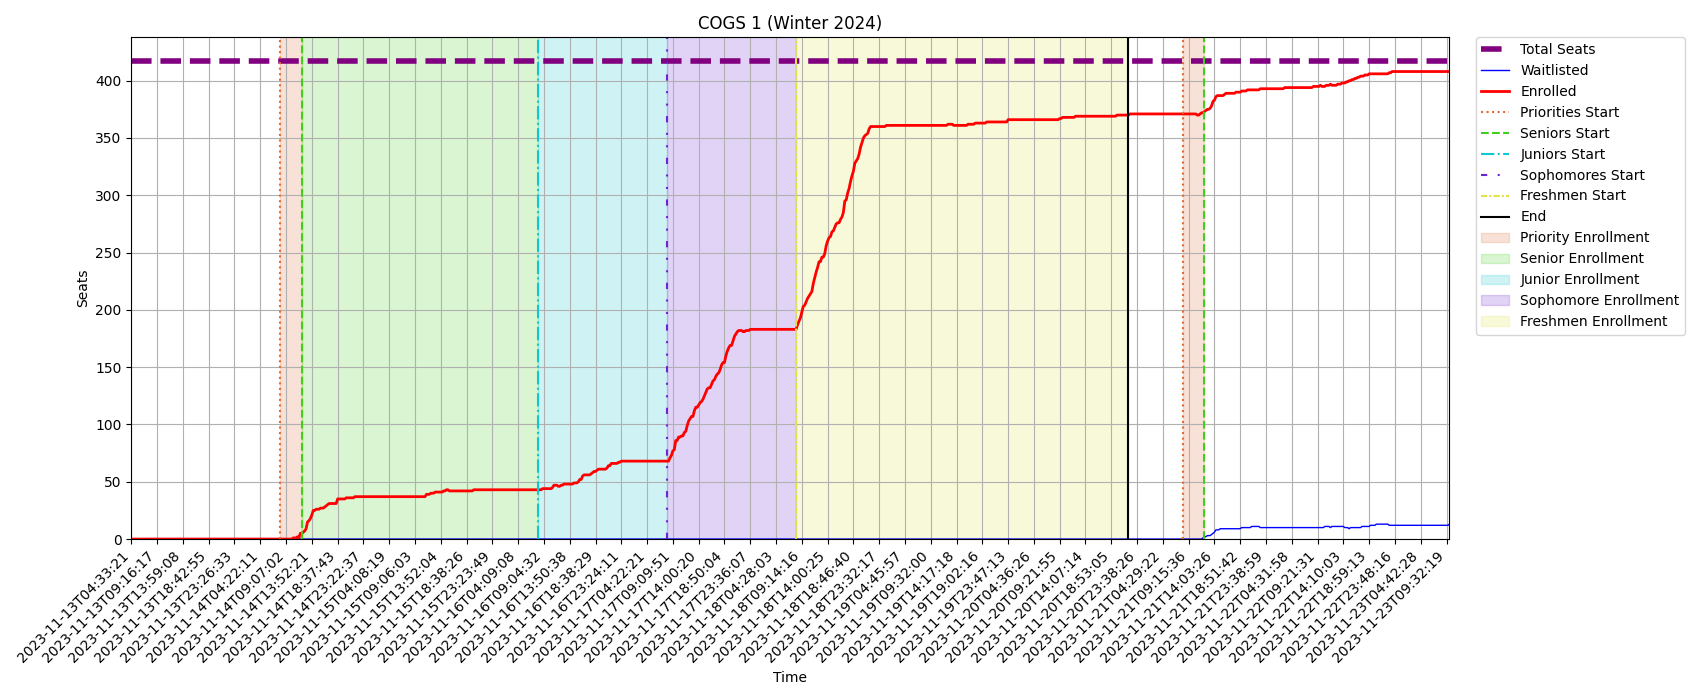 COGS 1 (Winter 2024)
Seats
400
350
300
250
200
150
100
50
0
2023-11-13T04:33:21
2023-11-13T09:16:17
2023-11-13T13:59:08
2023-11-13T18:42:55
2023-11-13T23:26:33
2023-11-14T04:22:11
2023-11-14T09:07:02
2023-11-14T13:52:21
2023-11-14T18:37:43
2023-11-14T23:22:37
2023-11-15T04:08:19
2023-11-15T09:06:03
2023-11-15T13:52:04
2023-11-15T18:38:26
2023-11-15T23:23:49
2023-11-16T04:09:08
2023-11-16T09:04:32
2023-11-16T13:50:38
2023-11-16T18:38:29
2023-11-16T23:24:11
2023-11-17T04:22:21
2023-11-17T09:09:51
2023-11-17T14:00:20
2023-11-17T18:50:04
2023-11-17T23:36:07
2023-11-18T04:28:03
2023-11-18T09:14:16
2023-11-18T14:00:25
2023-11-18T18:46:40
2023-11-18T23:32:17
2023-11-19T04:45:57
2023-11-19T09:32:00
2023-11-19T14:17:18
2023-11-19T19:02:16
2023-11-19T23:47:13
2023-11-20T04:36:26
2023-11-20T09:21:55
2023-11-20T14:07:14
2023-11-20T18:53:05
2023-11-20T23:38:26
2023-11-21T04:29:22
2023-11-21T09:15:36
2023-11-21T14:03:26
2023-11-21T18:51:42
2023-11-21T23:38:59
2023-11-22T04:31:58
2023-11-22T09:21:31
2023-11-22T14:10:03
2023-11-22T18:59:13
2023-11-22T23:48:16
2023-11-23T04:42:28
2023-11-23T09:32:19
Time
Total Seats
Waitlisted
Enrolled
Priorities Start
Seniors Start
Juniors Start
Sophomores Start
Freshmen Start
End
Priority Enrollment
Senior Enrollment
Junior Enrollment
Sophomore Enrollment
Freshmen Enrollment